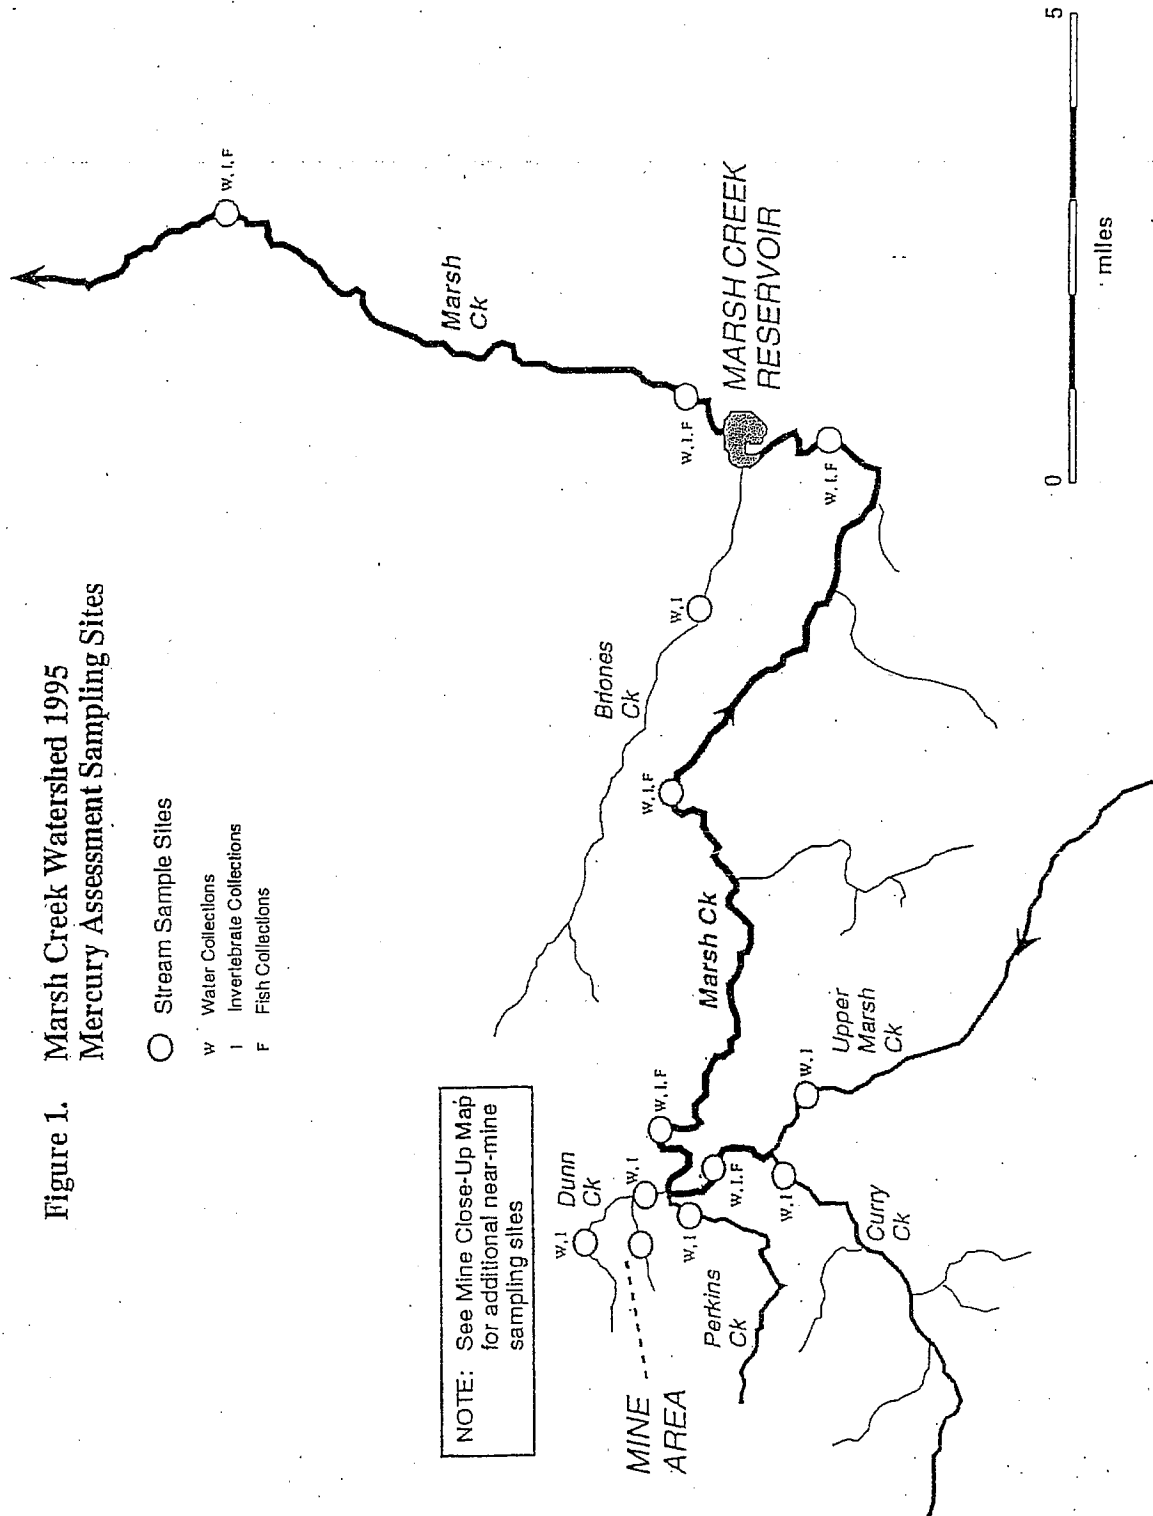 Figure 1. Marsh Creek Watershed 1995
Mercury Assessment Sampling Sites
Stream Sample Sites
W Water Collections
I Invertebrate Collections
F Fish Collections
NOTE: See Mine Close-Up Map
for additional near-mine
sampling sites
MINE
AREA
W, I
Dunn
Ck
W, I
W, I
Perkins
Ck
W, I, F
W, I, F
W, I
Curry
Ck
W, I
Upper
Marsh
Ck
Marsh Ck
W, I, F
Briones
Ck
W, I
W, I, F
W, I, F
MARSH CREEK
RESERVOIR
Marsh
Ck
W, I, F
0
5
miles